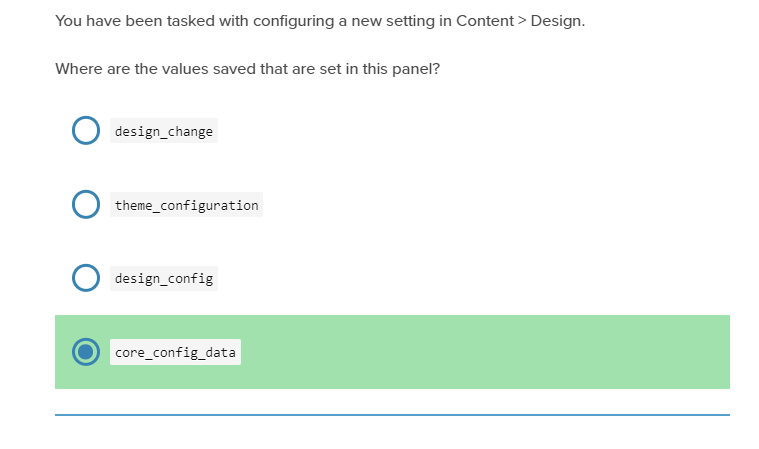 You have been tasked with configuring a new setting in Content > Design.
Where are the values saved that are set in this panel?
design_change
theme_configuration
design_config
core_config_data